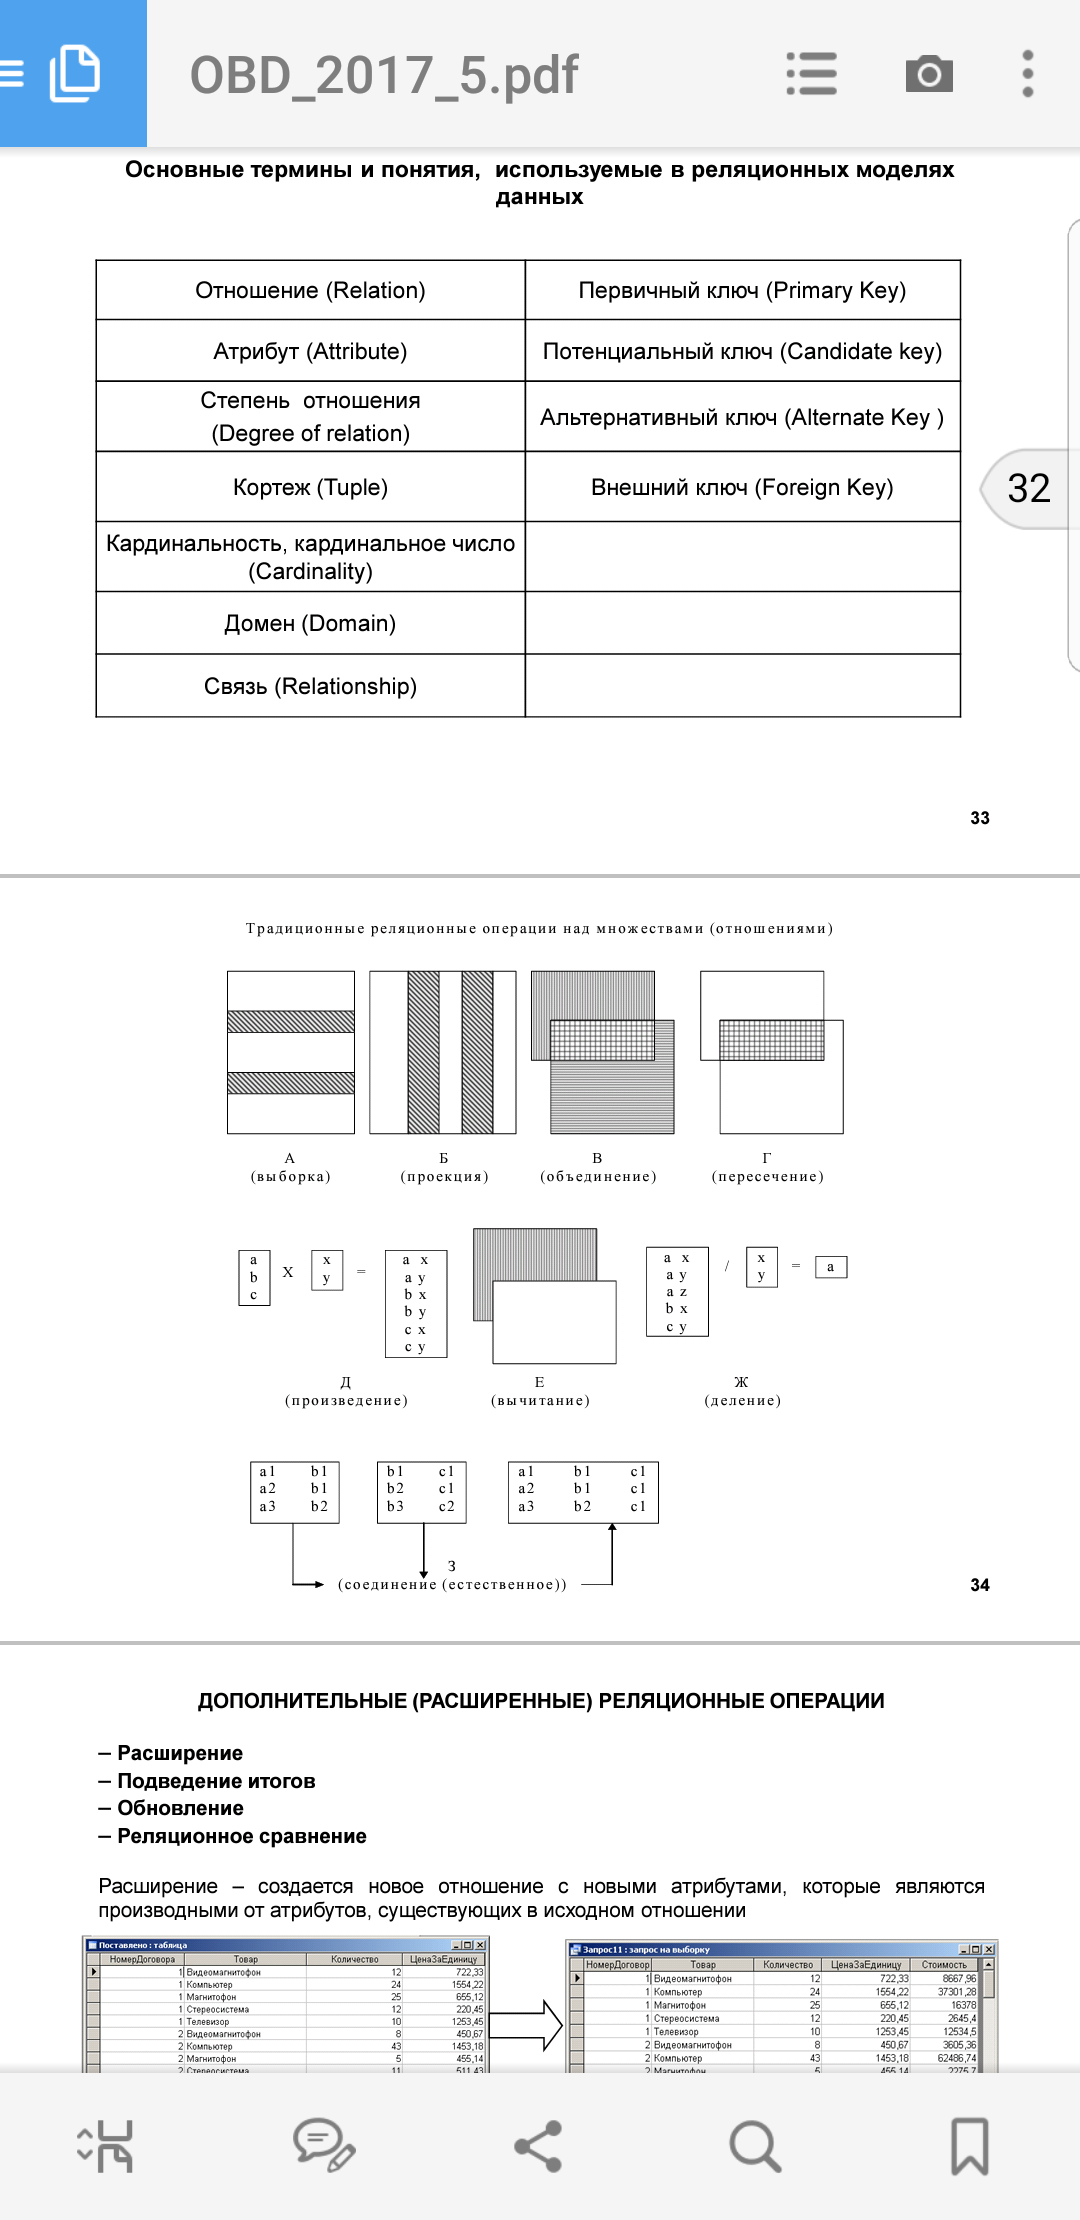 OBD_2017_5.pdf
Основные термины и понятия, используемые в реляционных моделях
данных
Отношение (Relation)
Первичный ключ (Primary Key)
Атрибут (Attribute)
Потенциальный ключ (Candidate key)
Степень отношения
(Degree of relation)
Альтернативный ключ (Alternate Key )
Кортеж (Tuple)
Внешний ключ (Foreign Key)
32
Кардинальность, кардинальное число
(Cardinality)
Домен (Domain)
Связь (Relationship)
33
Традиционные реляционные операции над множествами (отношениями)
А
(выборка)
Б
(проекция)
В
(объединение)
Г
(пересечение)
a
b
c
X
x
y
=
a x
a y
b x
b y
c x
c y
a x
a y
a z
b x
c y
/
x
y
=
a
Д
(произведение)
Е
(вычитание)
Ж
(деление)
a1 b1
a2 b1
a3 b2
b1 c1
b2 c1
b3 c2
a1 b1 c1
a2 b1 c1
a3 b2 c1
З
(соединение (естественное))
34
ДОПОЛНИТЕЛЬНЫЕ (РАСШИРЕННЫЕ) РЕЛЯЦИОННЫЕ ОПЕРАЦИИ
– Расширение
– Подведение итогов
– Обновление
– Реляционное сравнение
Расширение – создается новое отношение с новыми атрибутами, которые являются
производными от атрибутов, существующих в исходном отношении
Поставлено : таблица
НомерДоговора Товар Количество ЦенаЗаЕдиницу
1 Видеомагнитофон 12 722,33
1 Компьютер 24 1554,22
1 Магнитофон 25 655,12
1 Стереосистема 12 220,45
1 Телевизор 10 1253,45
2 Видеомагнитофон 8 450,67
2 Компьютер 43 1453,18
2 Магнитофон 5 455,14
2 Стереосистема 11 511,43
Запрос11 : запрос на выборку
НомерДоговор Товар Количество ЦенаЗаЕдиницу Стоимость
1 Видеомагнитофон 12 722,33 8667,96
1 Компьютер 24 1554,22 37301,28
1 Магнитофон 25 655,12 16378
1 Стереосистема 12 220,45 2645,4
1 Телевизор 10 1253,45 12534,5
2 Видеомагнитофон 8 450,67 3605,36
2 Компьютер 43 1453,18 62486,74
2 Магнитофон 5 455,14 2275,7